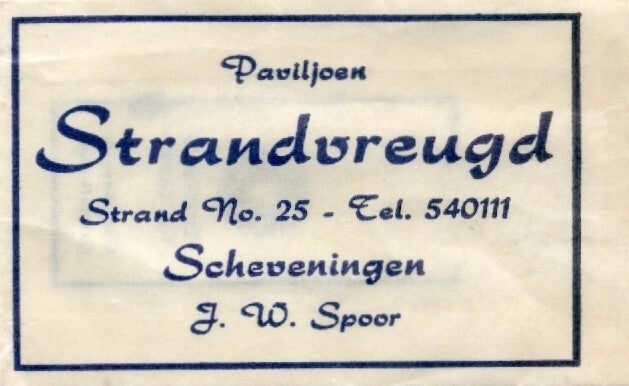 Paviljoen
Strandvreugd
Strand No. 25 - Tel. 540111
Scheveningen
J. W. Spoor